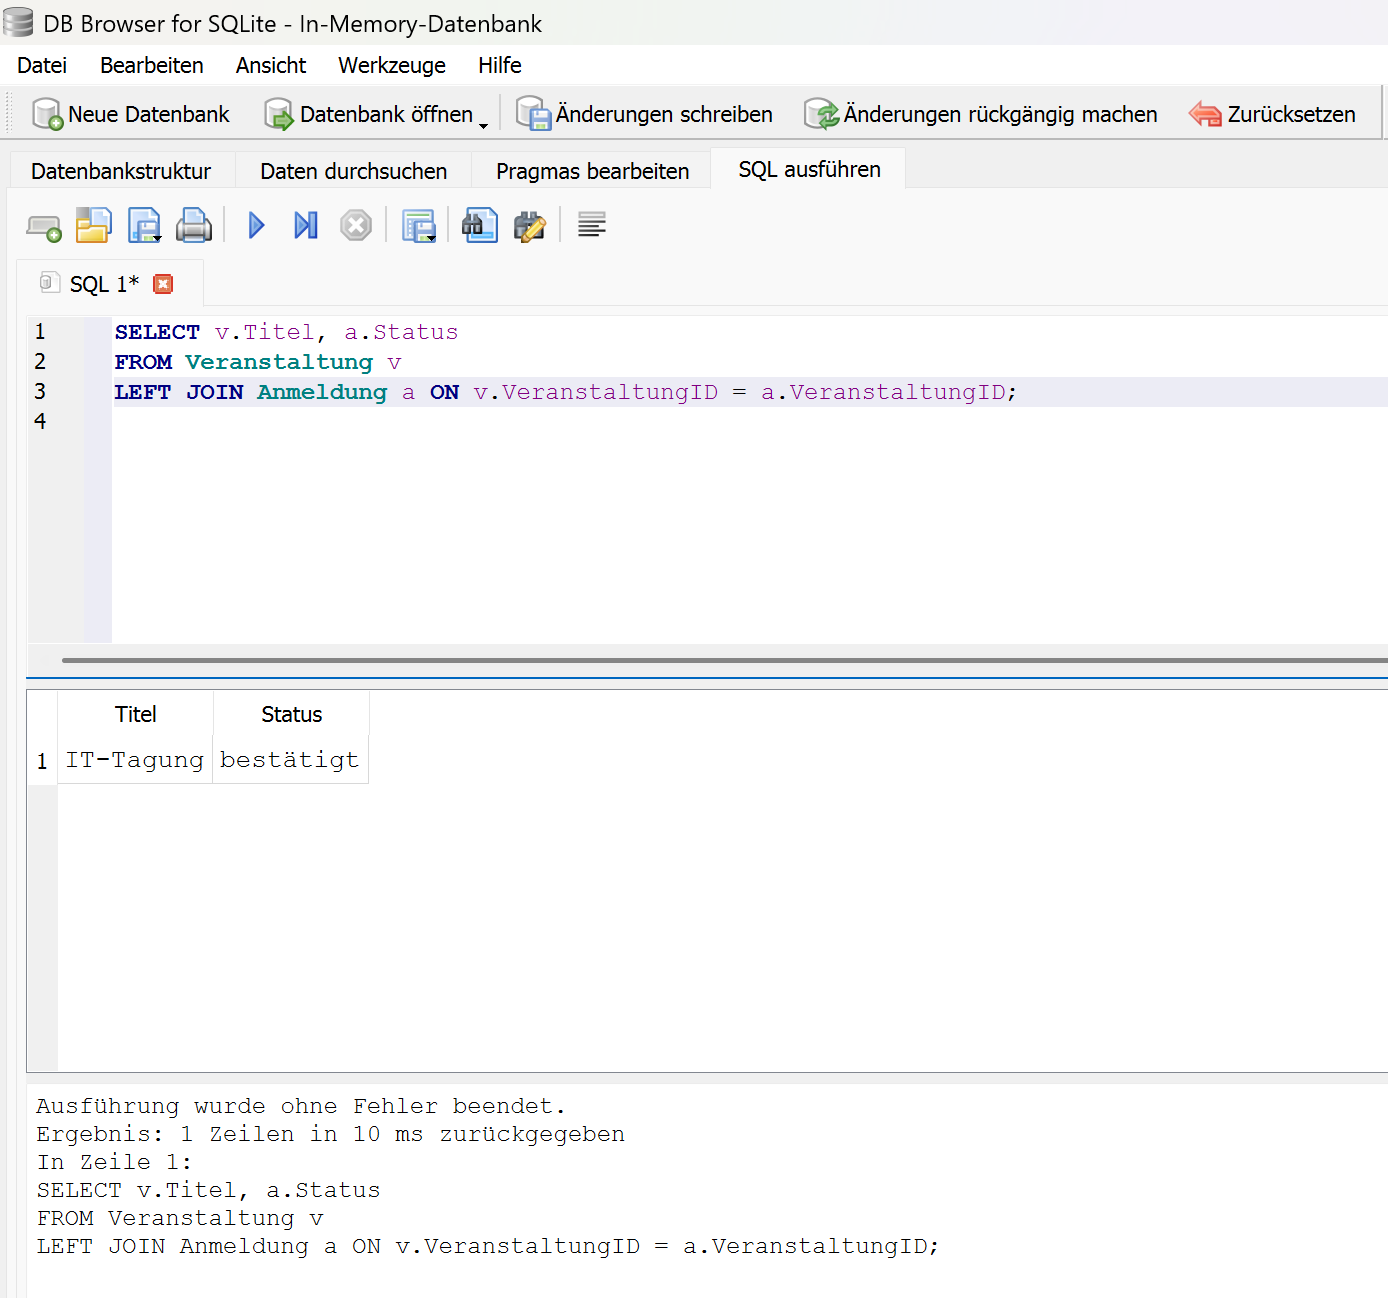 DB Browser for SQLite - In-Memory-Datenbank
Datei Bearbeiten Ansicht Werkzeuge Hilfe
Neue Datenbank Datenbank öffnen Änderungen schreiben Änderungen rückgängig machen Zurücksetzen
Datenbankstruktur Daten durchsuchen Pragmas bearbeiten SQL ausführen
SQL 1*
1 SELECT v.Titel, a.Status
2 FROM Veranstaltung v
3 LEFT JOIN Anmeldung a ON v.VeranstaltungID = a.VeranstaltungID;
4
Titel Status
1 IT-Tagung bestätigt
Ausführung wurde ohne Fehler beendet.
Ergebnis: 1 Zeilen in 10 ms zurückgegeben
In Zeile 1:
SELECT v.Titel, a.Status
FROM Veranstaltung v
LEFT JOIN Anmeldung a ON v.VeranstaltungID = a.VeranstaltungID;